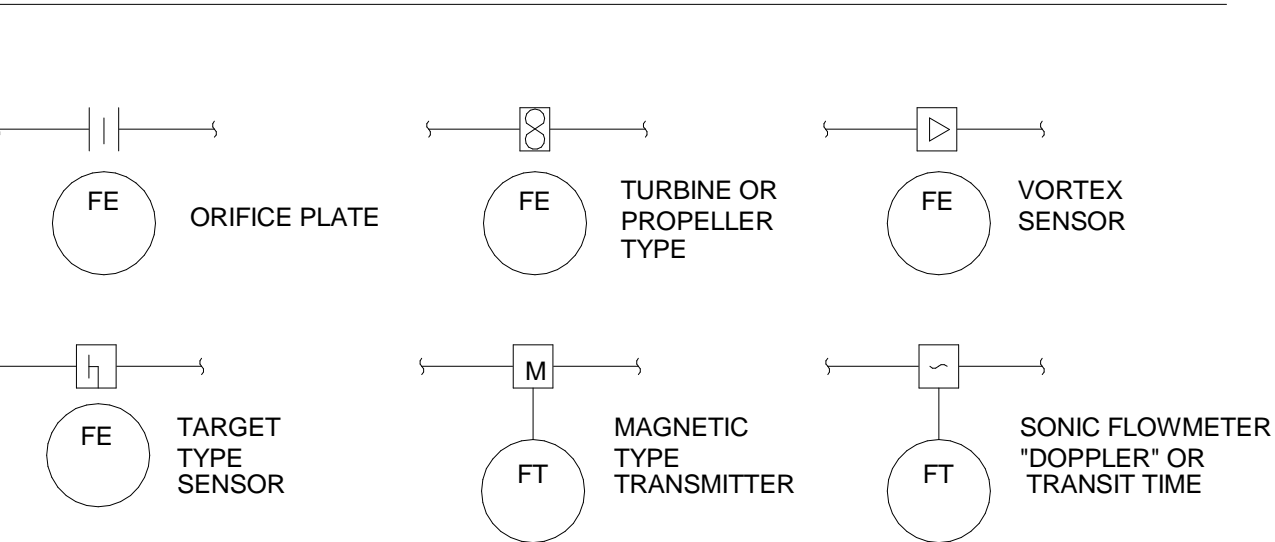 FE
ORIFICE PLATE
FE
TURBINE OR
PROPELLER
TYPE
FE
VORTEX
SENSOR
FE
TARGET
TYPE
SENSOR
M
FT
MAGNETIC
TYPE
TRANSMITTER
FT
SONIC FLOWMETER
"DOPPLER" OR
TRANSIT TIME